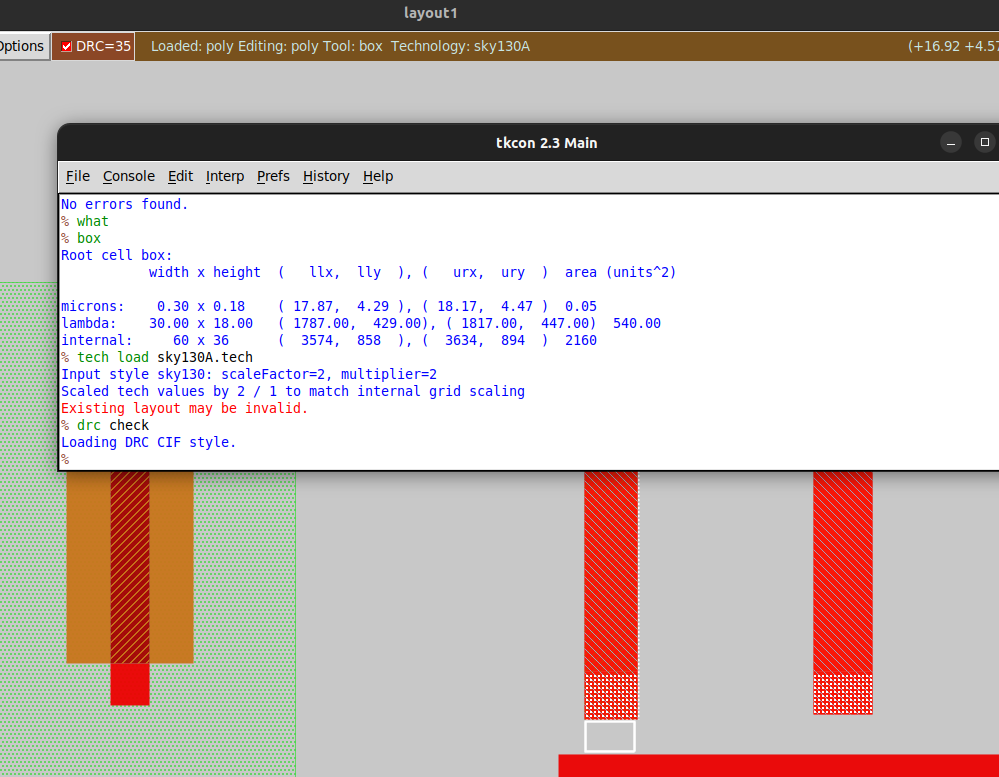 layout1
Options DRC=35 Loaded: poly Editing: poly Tool: box Technology: sky130A (+16.92 +4.57
tkcon 2.3 Main
File Console Edit Interp Prefs History Help
No errors found.
% what
% box
Root cell box:
width x height ( llx, lly ), ( urx, ury ) area (units^2)
microns: 0.30 x 0.18 ( 17.87, 4.29 ), ( 18.17, 4.47 ) 0.05
lambda: 30.00 x 18.00 ( 1787.00, 429.00), ( 1817.00, 447.00) 540.00
internal: 60 x 36 ( 3574, 858 ), ( 3634, 894 ) 2160
% tech load sky130A.tech
Input style sky130: scaleFactor=2, multiplier=2
Scaled tech values by 2 / 1 to match internal grid scaling
Existing layout may be invalid.
% drc check
Loading DRC CIF style.
%